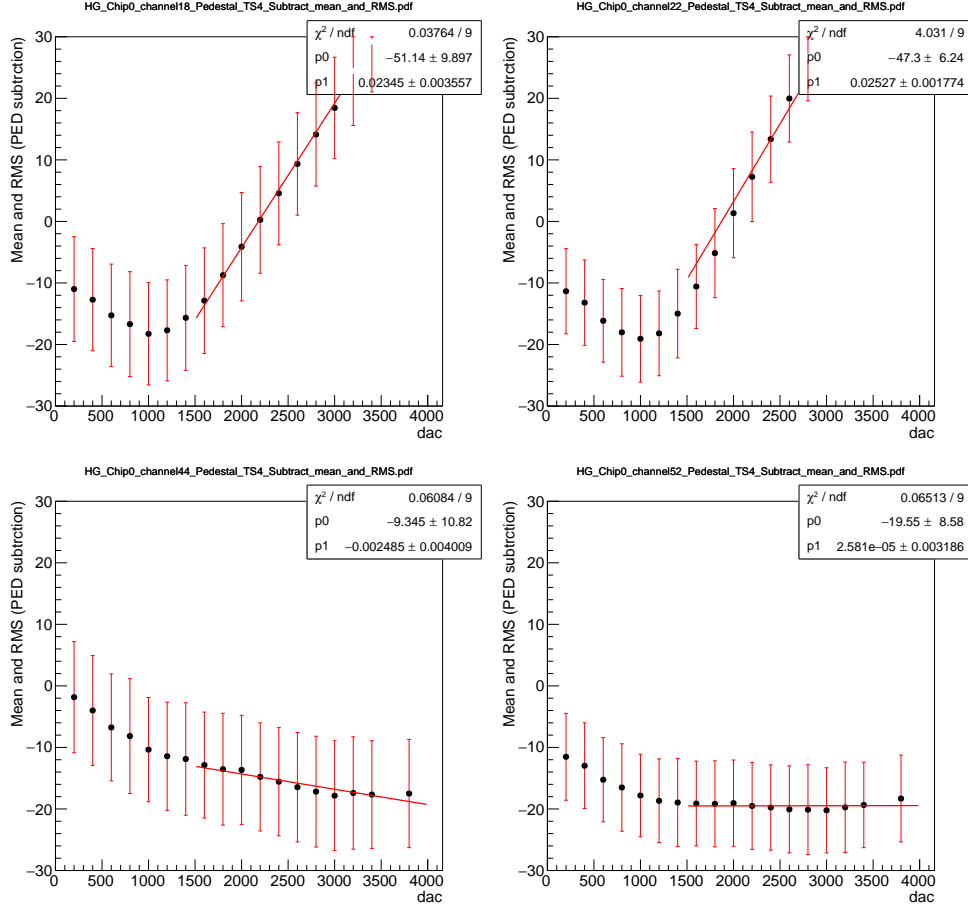 HG_Chip0_channel18_Pedestal_TS4_Subtract_mean_and_RMS.pdf
χ² / ndf 0.03764 / 9
p0 −51.14 ± 9.897
p1 0.02345 ± 0.003557
Mean and RMS (PED subtrction)
30
20
10
0
−10
−20
−30
0 500 1000 1500 2000 2500 3000 3500 4000
dac
HG_Chip0_channel22_Pedestal_TS4_Subtract_mean_and_RMS.pdf
χ² / ndf 4.031 / 9
p0 −47.3 ± 6.24
p1 0.02527 ± 0.001774
Mean and RMS (PED subtrction)
30
20
10
0
−10
−20
−30
0 500 1000 1500 2000 2500 3000 3500 4000
dac
HG_Chip0_channel44_Pedestal_TS4_Subtract_mean_and_RMS.pdf
χ² / ndf 0.06084 / 9
p0 −9.345 ± 10.82
p1 −0.002485 ± 0.004009
Mean and RMS (PED subtrction)
30
20
10
0
−10
−20
−30
0 500 1000 1500 2000 2500 3000 3500 4000
dac
HG_Chip0_channel52_Pedestal_TS4_Subtract_mean_and_RMS.pdf
χ² / ndf 0.06513 / 9
p0 −19.55 ± 8.58
p1 2.581e−05 ± 0.003186
Mean and RMS (PED subtrction)
30
20
10
0
−10
−20
−30
0 500 1000 1500 2000 2500 3000 3500 4000
dac